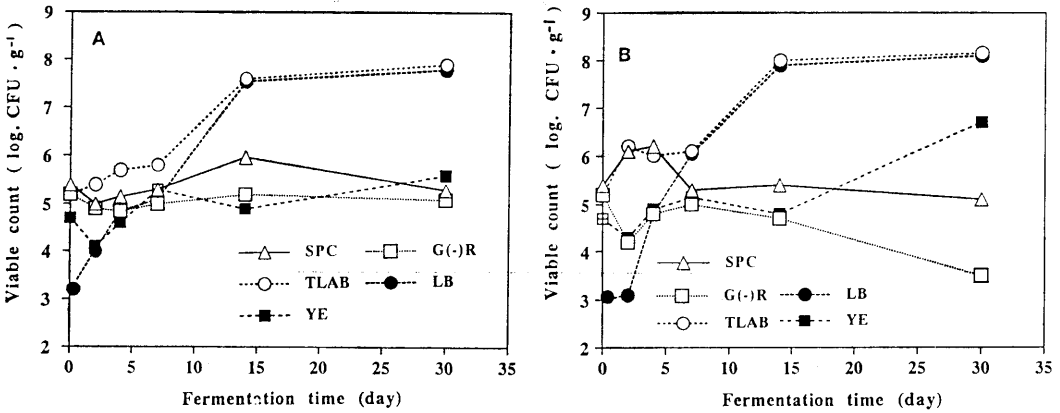 A
Viable count ( log. CFU · g⁻¹)
9
8
7
6
5
4
3
2
0
5
10
15
20
25
30
35
SPC
G(-)R
TLAB
LB
YE
Fermentation time (day)
B
Viable count ( log. CFU · g⁻¹)
9
8
7
6
5
4
3
2
0
5
10
15
20
25
30
35
SPC
G(-)R
LB
TLAB
YE
Fermentation time (day)